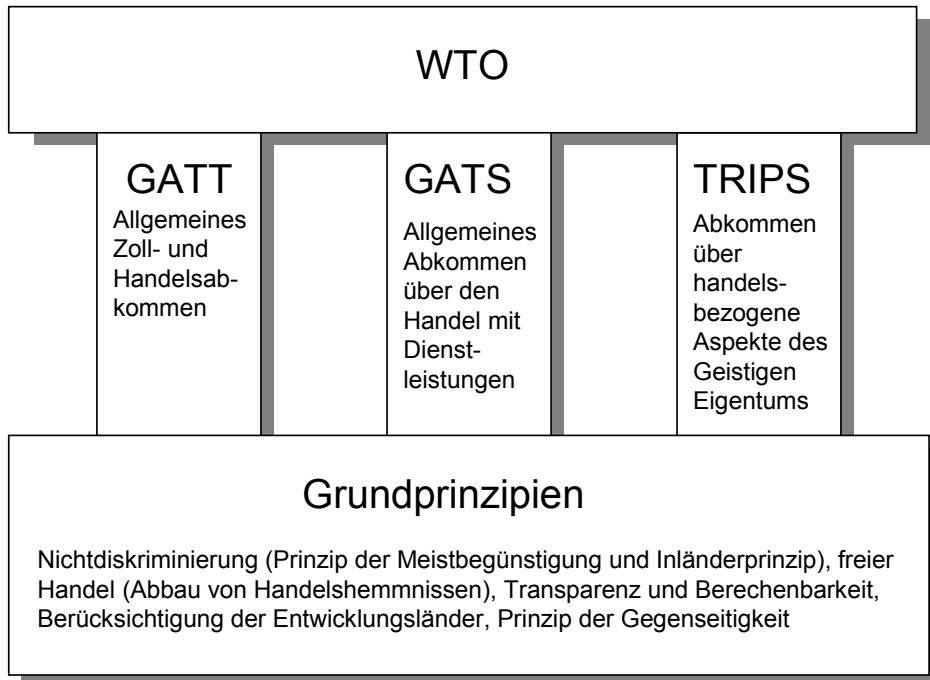 WTO
GATT
Allgemeines
Zoll- und
Handelsab-
kommen
GATS
Allgemeines
Abkommen
über den
Handel mit
Dienst-
leistungen
TRIPS
Abkommen
über
handels-
bezogene
Aspekte des
Geistigen
Eigentums
Grundprinzipien
Nichtdiskriminierung (Prinzip der Meistbegünstigung und Inländerprinzip), freier
Handel (Abbau von Handelshemmnissen), Transparenz und Berechenbarkeit,
Berücksichtigung der Entwicklungsländer, Prinzip der Gegenseitigkeit